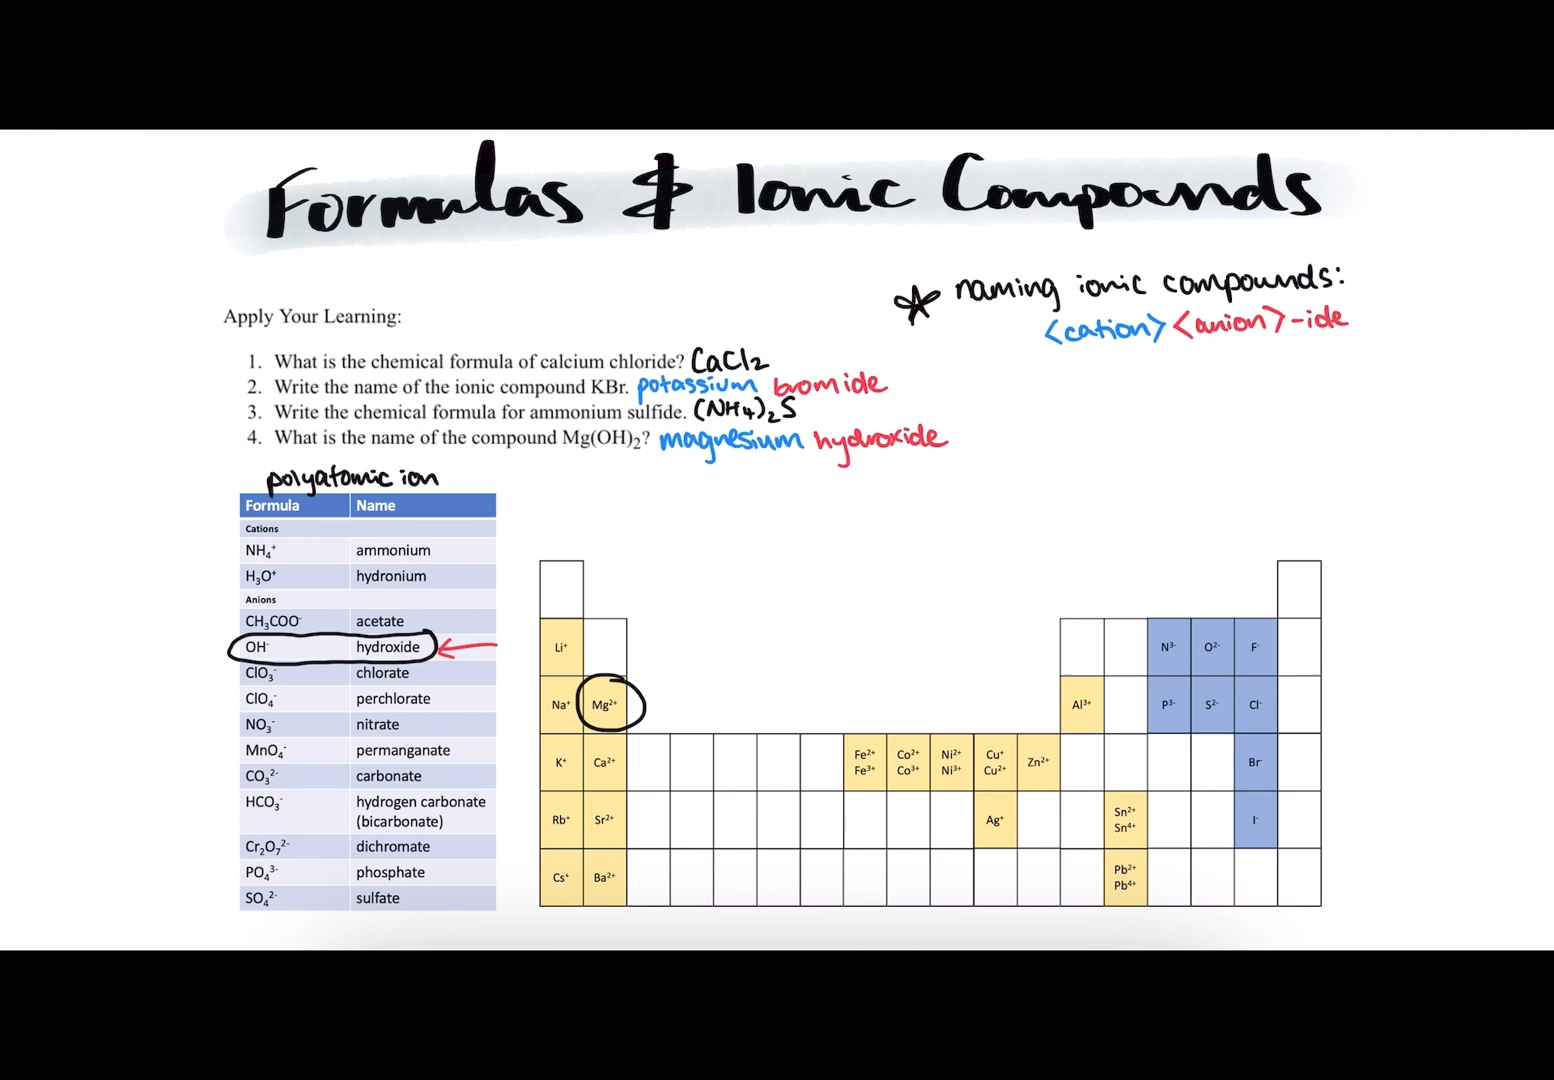 Formulas & Ionic Compounds
* naming ionic compounds:
<cation> <anion>-ide
Apply Your Learning:
1. What is the chemical formula of calcium chloride? CaCl₂
2. Write the name of the ionic compound KBr. potassium bromide
3. Write the chemical formula for ammonium sulfide. (NH₄)₂S
4. What is the name of the compound Mg(OH)₂? magnesium hydroxide
polyatomic ion
Formula Name
Cations
NH₄⁺ ammonium
H₃O⁺ hydronium
Anions
CH₃COO⁻ acetate
OH⁻ hydroxide
ClO₃⁻ chlorate
ClO₄⁻ perchlorate
NO₃⁻ nitrate
MnO₄⁻ permanganate
CO₃²⁻ carbonate
HCO₃⁻ hydrogen carbonate
(bicarbonate)
Cr₂O₇²⁻ dichromate
PO₄³⁻ phosphate
SO₄²⁻ sulfate
Li⁺ N³⁻ O²⁻ F⁻
Na⁺ Mg²⁺ Al³⁺ P³⁻ S²⁻ Cl⁻
K⁺ Ca²⁺ Fe²⁺ Fe³⁺ Co²⁺ Co³⁺ Ni²⁺ Ni³⁺ Cu⁺ Cu²⁺ Zn²⁺ Br⁻
Rb⁺ Sr²⁺ Ag⁺ Sn²⁺ Sn⁴⁺ I⁻
Cs⁺ Ba²⁺ Pb²⁺ Pb⁴⁺